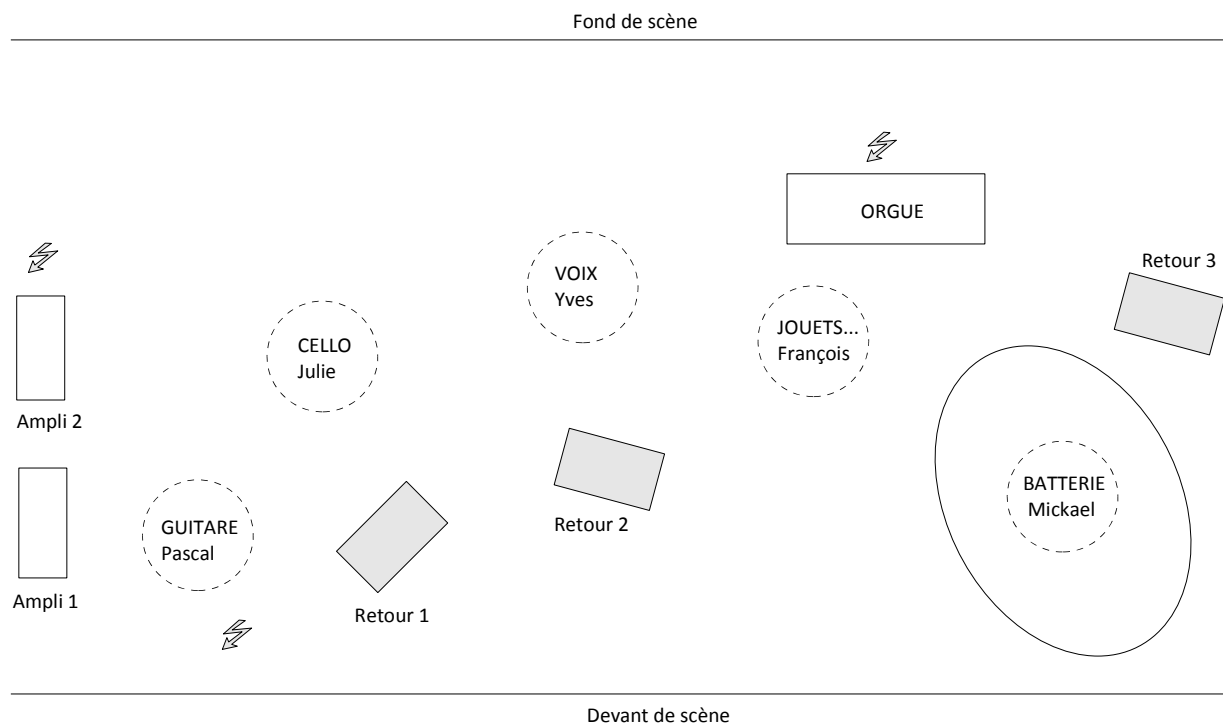 Fond de scène
ORGUE
Retour 3
VOIX
Yves
JOUETS...
François
CELLO
Julie
Ampli 2
BATTERIE
Mickael
Retour 2
GUITARE
Pascal
Ampli 1
Retour 1
Devant de scène